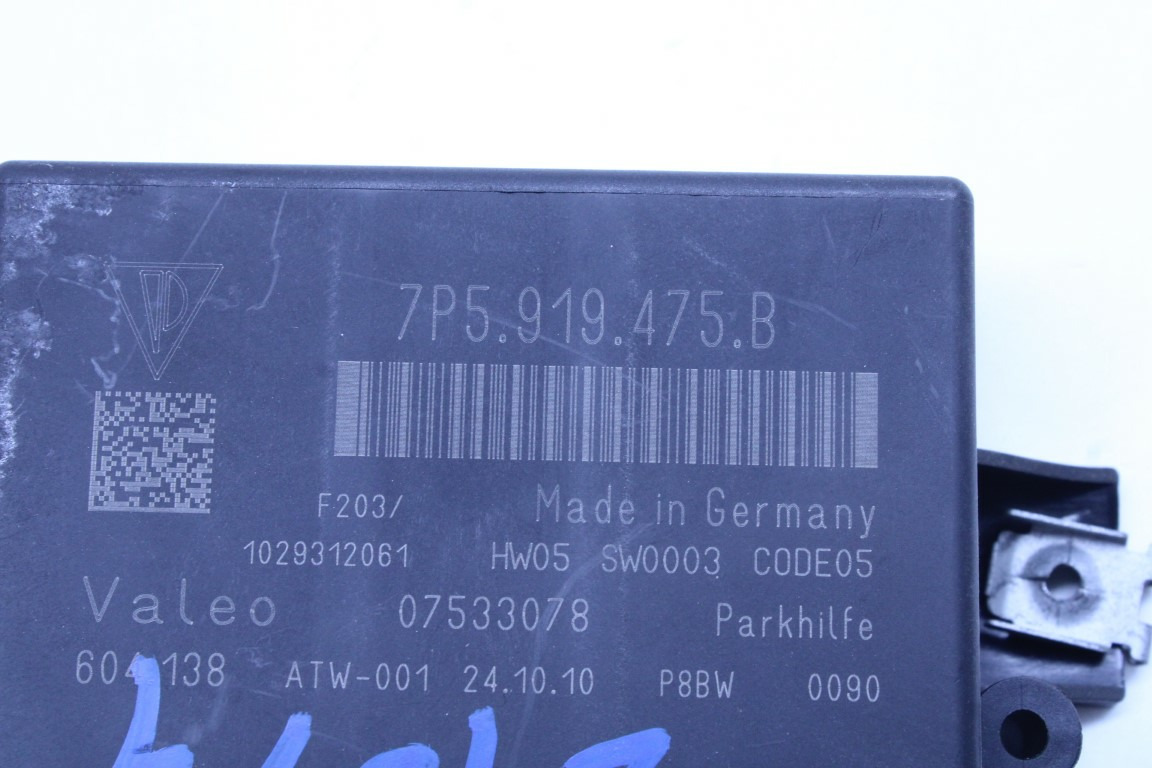 7P5.919.475.B
F203/ Made in Germany
1029312061 HW05 SW0003 CODE05
Valeo 07533078 Parkhilfe
ATW-001 24.10.10 P8BW 0090